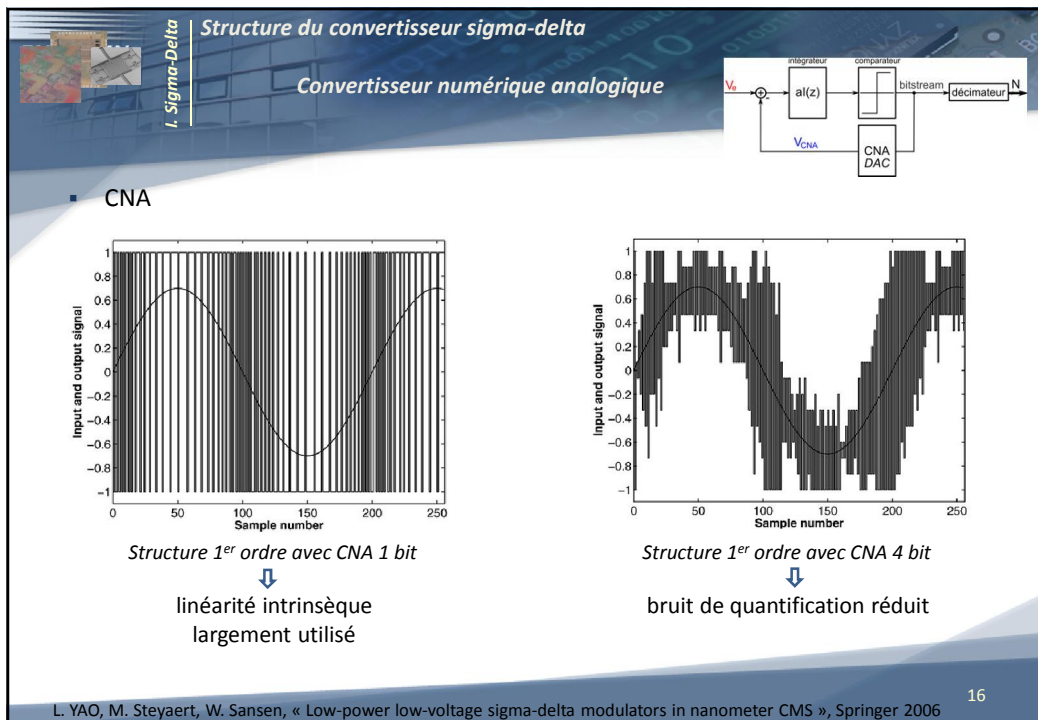 I. Sigma-Delta
Structure du convertisseur sigma-delta
Convertisseur numérique analogique
intégrateur
comparateur
Ve
-
aI(z)
bitstream
décimateur
N
VCNA
CNA
DAC
▪ CNA
Input and output signal
1
0.8
0.6
0.4
0.2
0
−0.2
−0.4
−0.6
−0.8
−1
0 50 100 150 200 250
Sample number
Structure 1er ordre avec CNA 1 bit
linéarité intrinsèque
largement utilisé
Input and output signal
1
0.8
0.6
0.4
0.2
0
−0.2
−0.4
−0.6
−0.8
−1
0 50 100 150 200 250
Sample number
Structure 1er ordre avec CNA 4 bit
bruit de quantification réduit
L. YAO, M. Steyaert, W. Sansen, « Low-power low-voltage sigma-delta modulators in nanometer CMS », Springer 2006
16